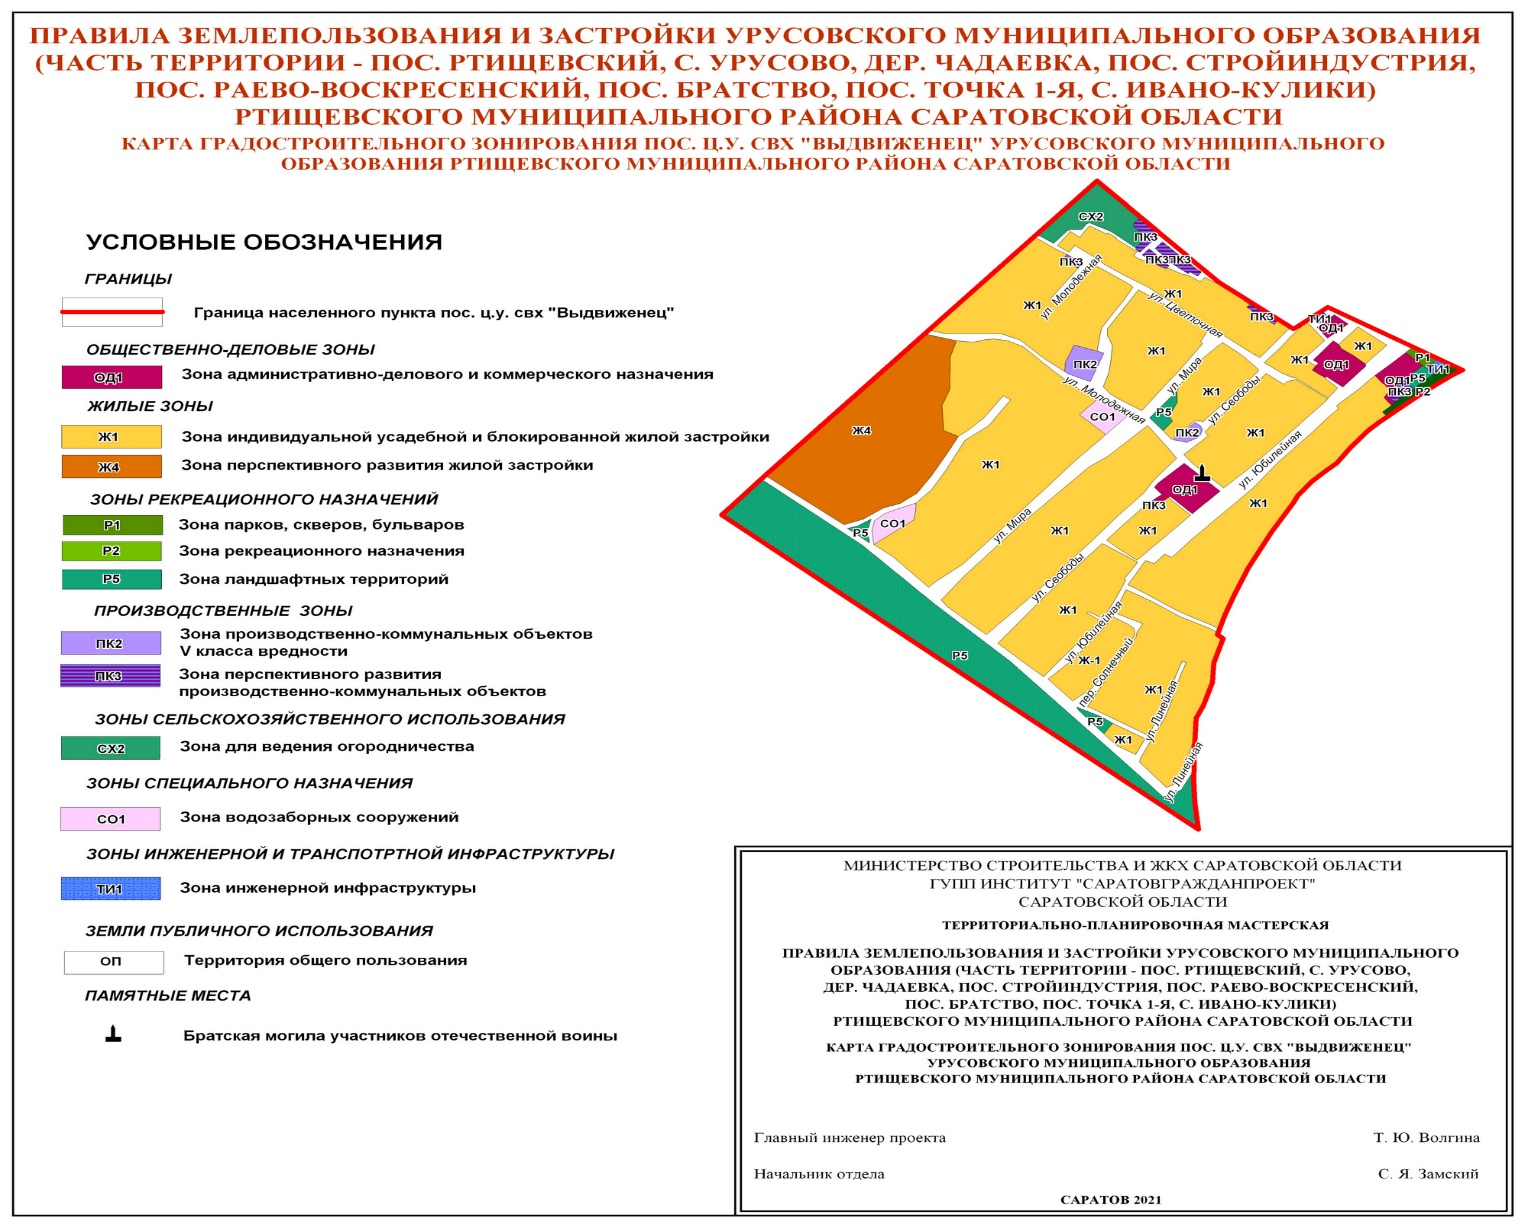 ПРАВИЛА ЗЕМЛЕПОЛЬЗОВАНИЯ И ЗАСТРОЙКИ УРУСОВСКОГО МУНИЦИПАЛЬНОГО ОБРАЗОВАНИЯ
(ЧАСТЬ ТЕРРИТОРИИ - ПОС. РТИЩЕВСКИЙ, С. УРУСОВО, ДЕР. ЧАДАЕВКА, ПОС. СТРОЙИНДУСТРИЯ,
ПОС. РАЕВО-ВОСКРЕСЕНСКИЙ, ПОС. БРАТСТВО, ПОС. ТОЧКА 1-Я, С. ИВАНО-КУЛИКИ)
РТИЩЕВСКОГО МУНИЦИПАЛЬНОГО РАЙОНА САРАТОВСКОЙ ОБЛАСТИ
КАРТА ГРАДОСТРОИТЕЛЬНОГО ЗОНИРОВАНИЯ ПОС. Ц.У. СВХ "ВЫДВИЖЕНЕЦ" УРУСОВСКОГО МУНИЦИПАЛЬНОГО
ОБРАЗОВАНИЯ РТИЩЕВСКОГО МУНИЦИПАЛЬНОГО РАЙОНА САРАТОВСКОЙ ОБЛАСТИ
УСЛОВНЫЕ ОБОЗНАЧЕНИЯ
ГРАНИЦЫ
Граница населенного пункта пос. ц.у. свх "Выдвиженец"
ОБЩЕСТВЕННО-ДЕЛОВЫЕ ЗОНЫ
ОД1 Зона административно-делового и коммерческого назначения
ЖИЛЫЕ ЗОНЫ
Ж1 Зона индивидуальной усадебной и блокированной жилой застройки
Ж4 Зона перспективного развития жилой застройки
ЗОНЫ РЕКРЕАЦИОННОГО НАЗНАЧЕНИЙ
Р1 Зона парков, скверов, бульваров
Р2 Зона рекреационного назначения
Р5 Зона ландшафтных территорий
ПРОИЗВОДСТВЕННЫЕ ЗОНЫ
ПК2 Зона производственно-коммунальных объектов
V класса вредности
ПК3 Зона перспективного развития
производственно-коммунальных объектов
ЗОНЫ СЕЛЬСКОХОЗЯЙСТВЕННОГО ИСПОЛЬЗОВАНИЯ
СХ2 Зона для ведения огородничества
ЗОНЫ СПЕЦИАЛЬНОГО НАЗНАЧЕНИЯ
СО1 Зона водозаборных сооружений
ЗОНЫ ИНЖЕНЕРНОЙ И ТРАНСПОТРТНОЙ ИНФРАСТРУКТУРЫ
ТИ1 Зона инженерной инфраструктуры
ЗЕМЛИ ПУБЛИЧНОГО ИСПОЛЬЗОВАНИЯ
ОП Территория общего пользования
ПАМЯТНЫЕ МЕСТА
Братская могила участников отечественной воины
СХ2
ПК3
ПК3
ПК3
ПК3
Ж1
ул. Молодежная
Ж1
ул. Цветочная
ПК3
ТИ1
ОД1
Ж1
Ж1
ОД1
Р1
ТИ1
ОД1
Р5
ПК3
Р2
Ж1
ПК2
ул. Молодежная
ул. Мира
Ж1
ул. Свободы
СО1
Р5
ПК2
Ж1
Ж4
Ж1
ул. Юбилейная
ОД1
ПК3
Ж1
Ж1
СО1
Р5
ул. Мира
Ж1
Ж1
ул. Свободы
Ж1
ул. Юбилейная
Р5
Ж-1
пер. Солнечный
Ж1
ул. Линейная
Р5
Ж1
ул. Линейная
МИНИСТЕРСТВО СТРОИТЕЛЬСТВА И ЖКХ САРАТОВСКОЙ ОБЛАСТИ
ГУПП ИНСТИТУТ "САРАТОВГРАЖДАНПРОЕКТ"
САРАТОВСКОЙ ОБЛАСТИ
ТЕРРИТОРИАЛЬНО-ПЛАНИРОВОЧНАЯ МАСТЕРСКАЯ
ПРАВИЛА ЗЕМЛЕПОЛЬЗОВАНИЯ И ЗАСТРОЙКИ УРУСОВСКОГО МУНИЦИПАЛЬНОГО
ОБРАЗОВАНИЯ (ЧАСТЬ ТЕРРИТОРИИ - ПОС. РТИЩЕВСКИЙ, С. УРУСОВО,
ДЕР. ЧАДАЕВКА, ПОС. СТРОЙИНДУСТРИЯ, ПОС. РАЕВО-ВОСКРЕСЕНСКИЙ,
ПОС. БРАТСТВО, ПОС. ТОЧКА 1-Я, С. ИВАНО-КУЛИКИ)
РТИЩЕВСКОГО МУНИЦИПАЛЬНОГО РАЙОНА САРАТОВСКОЙ ОБЛАСТИ
КАРТА ГРАДОСТРОИТЕЛЬНОГО ЗОНИРОВАНИЯ ПОС. Ц.У. СВХ "ВЫДВИЖЕНЕЦ"
УРУСОВСКОГО МУНИЦИПАЛЬНОГО ОБРАЗОВАНИЯ
РТИЩЕВСКОГО МУНИЦИПАЛЬНОГО РАЙОНА САРАТОВСКОЙ ОБЛАСТИ
Главный инженер проекта Т. Ю. Волгина
Начальник отдела С. Я. Замский
САРАТОВ 2021